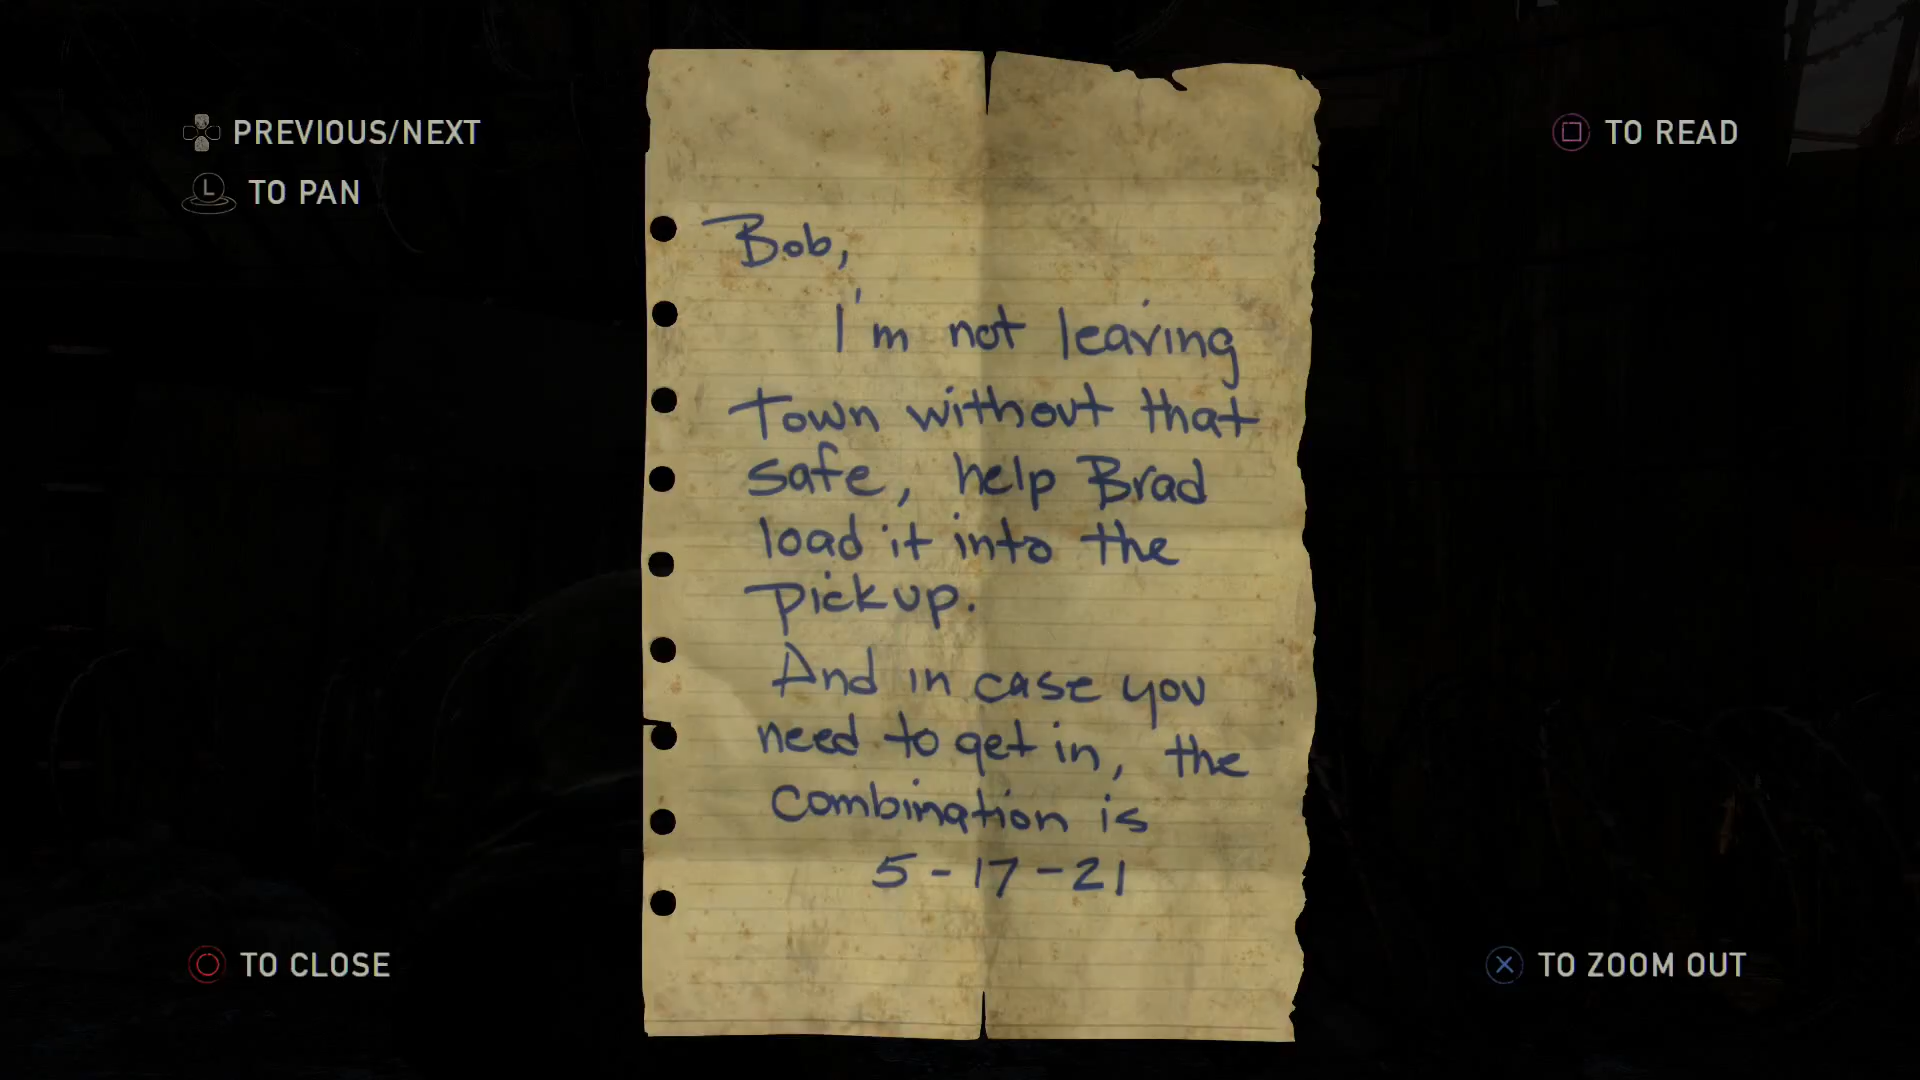 PREVIOUS/NEXT
L TO PAN
TO READ
Bob,
I'm not leaving
Town without that
safe, help Brad
load it into the
Pickup.
And in case you
need to get in, the
combination is
5-17-21
TO CLOSE
TO ZOOM OUT